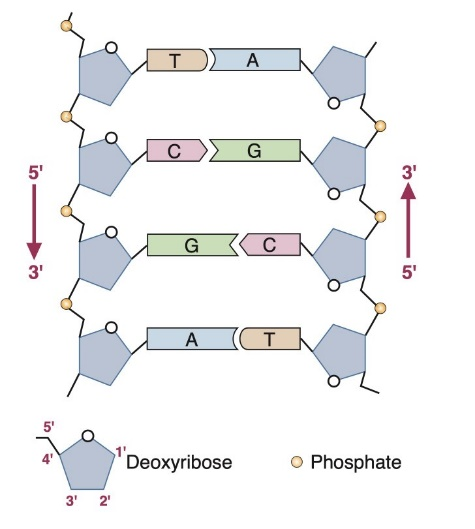 T A
C G
5' 3'
G C
3' 5'
A T
5'
4' 1' Deoxyribose Phosphate
3' 2'